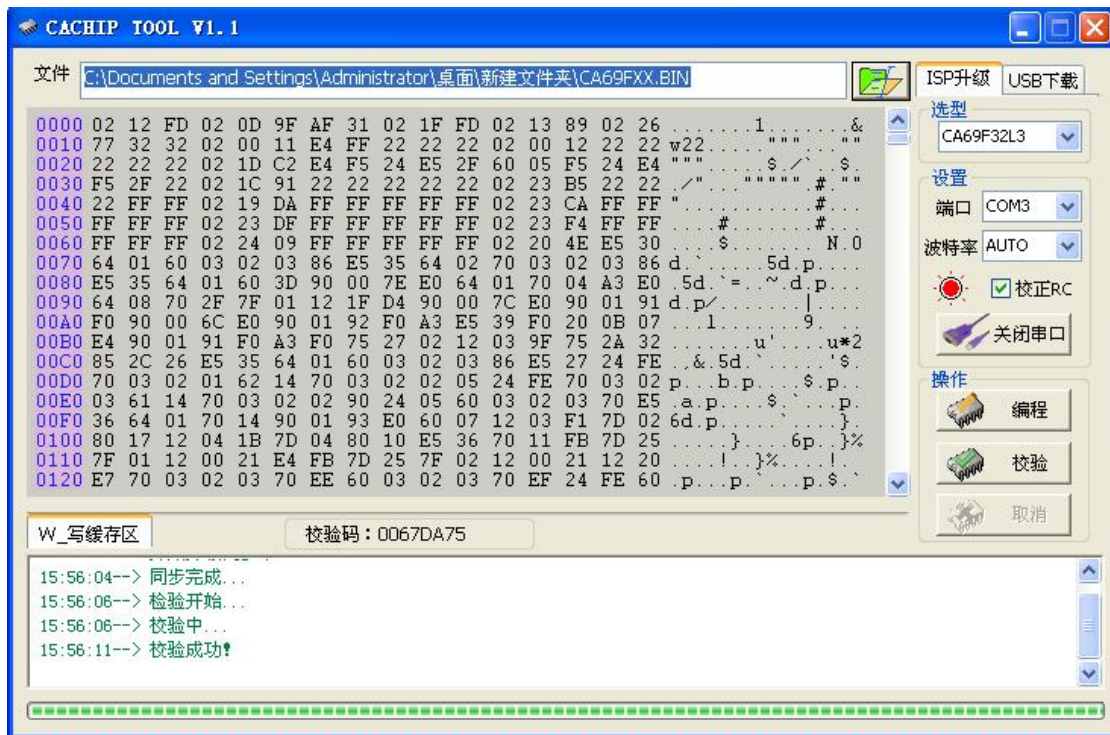 CACHIP TOOL V1.1
文件 C:\Documents and Settings\Administrator\桌面\新建文件夹\CA69FXX.BIN
ISP升级 USB下载
0000 02 12 FD 02 0D 9F AF 31 02 1F FD 02 13 89 02 26 .......1.......&
0010 77 32 32 02 00 11 E4 FF 22 22 22 02 00 12 22 22 w22....."""...""
0020 22 22 22 02 1D C2 E4 F5 24 E5 2F 60 05 F5 24 E4 """.....$./`..$.
0030 F5 2F 22 02 1C 91 22 22 22 22 22 02 23 B5 22 22 ./"...""""".#.""
0040 22 FF FF 02 19 DA FF FF FF FF FF 02 23 CA FF FF "...........#...
0050 FF FF FF 02 23 DF FF FF FF FF FF 02 23 F4 FF FF ....#.......#...
0060 FF FF FF 02 24 09 FF FF FF FF FF 02 20 4E E5 30 ....$....... N.0
0070 64 01 60 03 02 03 86 E5 35 64 02 70 03 02 03 86 d.`.....5d.p....
0080 E5 35 64 01 60 3D 90 00 7E E0 64 01 70 04 A3 E0 .5d.`=..~.d.p...
0090 64 08 70 2F 7F 01 12 1F D4 90 00 7C E0 90 01 91 d.p/.......|....
00A0 F0 90 00 6C E0 90 01 92 F0 A3 E5 39 F0 20 0B 07 ...l.......9. ..
00B0 E4 90 01 91 F0 A3 F0 75 27 02 12 03 9F 75 2A 32 .......u'....u*2
00C0 85 2C 26 E5 35 64 01 60 03 02 03 86 E5 27 24 FE .,&.5d.`.....'$.
00D0 70 03 02 01 62 14 70 03 02 02 05 24 FE 70 03 02 p...b.p....$.p..
00E0 03 61 14 70 03 02 02 90 24 05 60 03 02 03 70 E5 .a.p....$.`...p.
00F0 36 64 01 70 14 90 01 93 E0 60 07 12 03 F1 7D 02 6d.p.....`....}.
0100 80 17 12 04 1B 7D 04 80 10 E5 36 70 11 FB 7D 25 .....}....6p..}%
0110 7F 01 12 00 21 E4 FB 7D 25 7F 02 12 00 21 12 20 ....!..}%....!. 
0120 E7 70 03 02 03 70 EE 60 03 02 03 70 EF 24 FE 60 .p...p.`...p.$.`
选型
CA69F32L3
设置
端口 COM3
波特率 AUTO
校正RC
关闭串口
操作
编程
校验
取消
W_写缓存区 校验码：0067DA75
15:56:04--> 同步完成...
15:56:06--> 检验开始...
15:56:06--> 校验中...
15:56:11--> 校验成功!